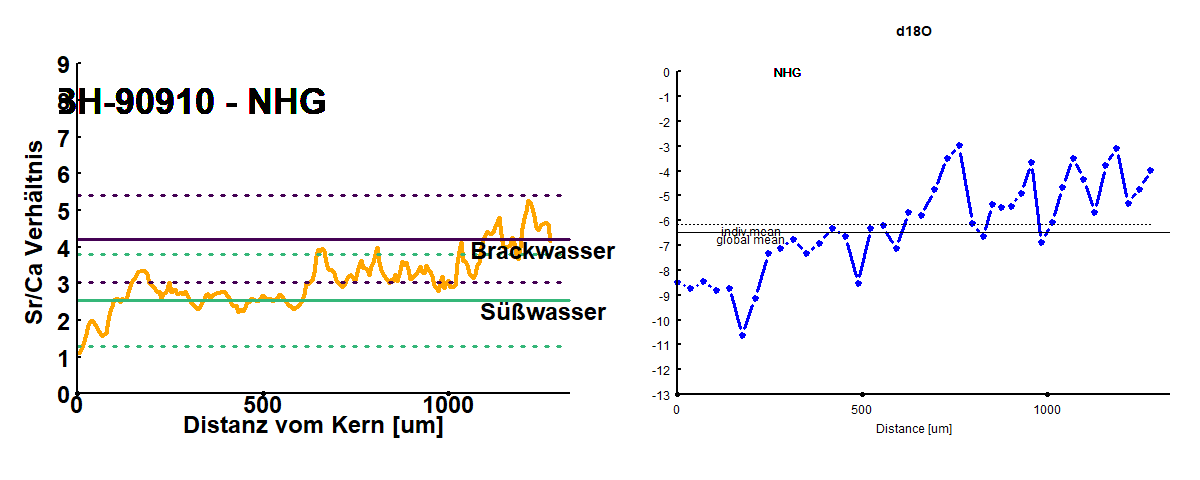 9
8
BH-90910 - NHG
7
6
5
4
3
2
1
0
Sr/Ca Verhältnis
Brackwasser
Süßwasser
0 500 1000
Distanz vom Kern [um]
d18O
NHG
0
-1
-2
-3
-4
-5
-6
-7
-8
-9
-10
-11
-12
-13
indiv.mean
global mean
0 500 1000
Distance [um]